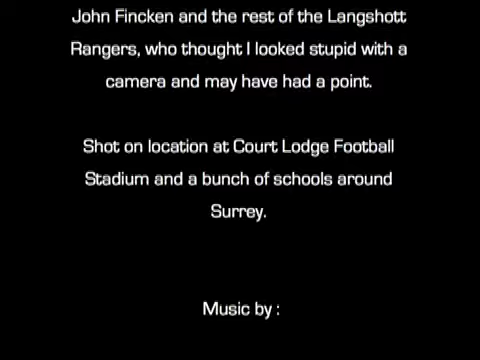 John Fincken and the rest of the Langshott
Rangers, who thought I looked stupid with a
camera and may have had a point.
Shot on location at Court Lodge Football
Stadium and a bunch of schools around
Surrey.
Music by :